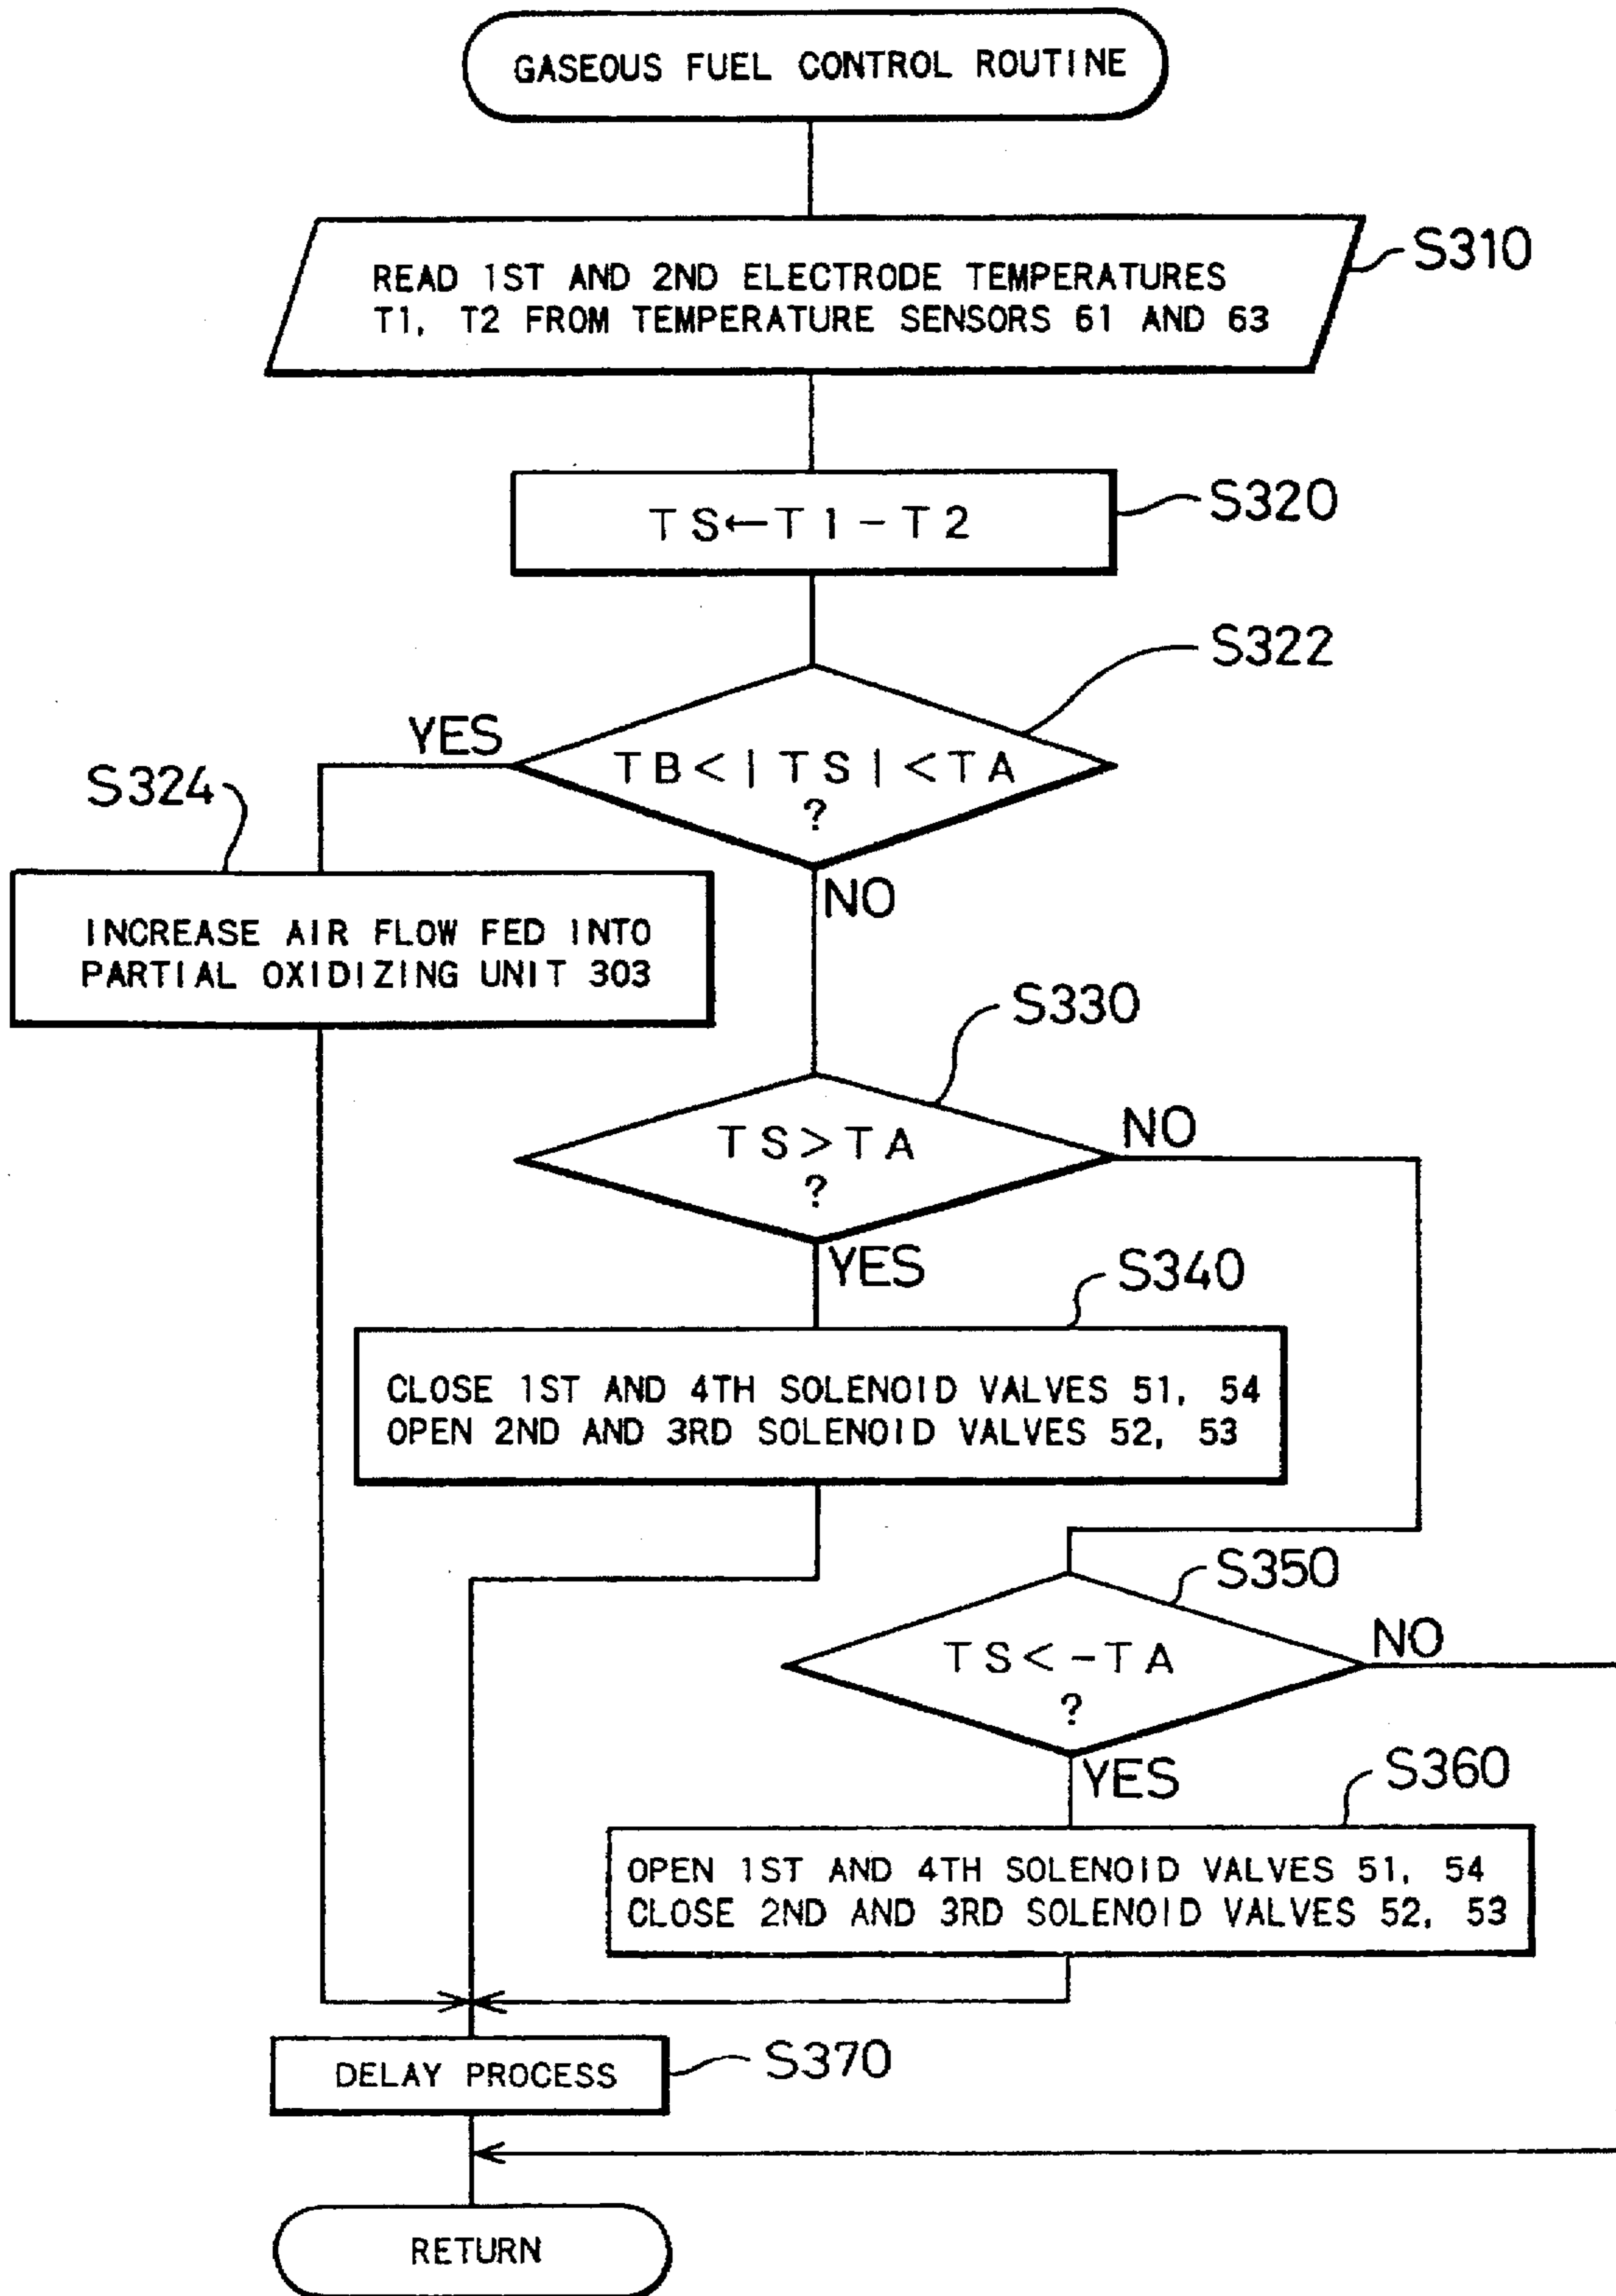 GASEOUS FUEL CONTROL ROUTINE
READ 1ST AND 2ND ELECTRODE TEMPERATURES
T1, T2 FROM TEMPERATURE SENSORS 61 AND 63
S310
TS←T1-T2
S320
S322
TB<|TS|<TA
?
YES
NO
S324
INCREASE AIR FLOW FED INTO
PARTIAL OXIDIZING UNIT 303
S330
TS>TA
?
NO
YES
S340
CLOSE 1ST AND 4TH SOLENOID VALVES 51, 54
OPEN 2ND AND 3RD SOLENOID VALVES 52, 53
S350
TS<-TA
?
NO
YES
S360
OPEN 1ST AND 4TH SOLENOID VALVES 51, 54
CLOSE 2ND AND 3RD SOLENOID VALVES 52, 53
DELAY PROCESS
S370
RETURN